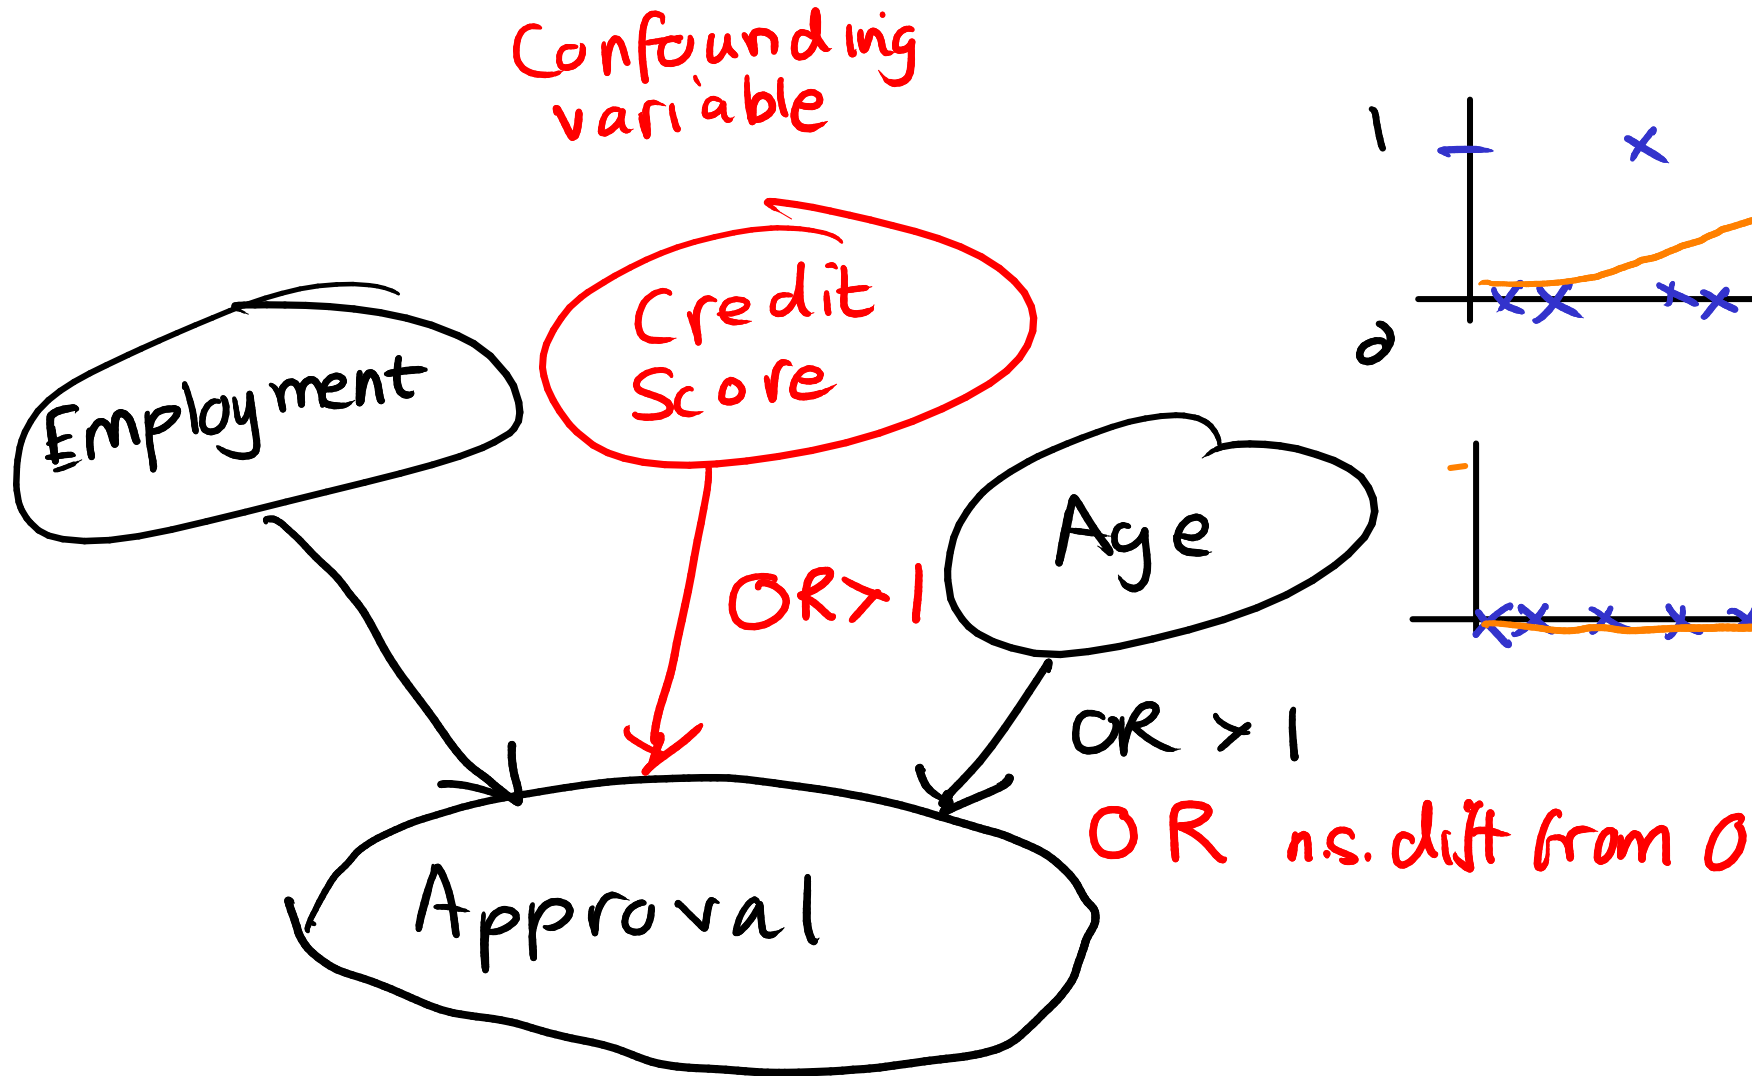 Confounding
variable
1
0
Employment
Credit
Score
Age
OR > 1
OR > 1
OR n.s. diff from 0
Approval